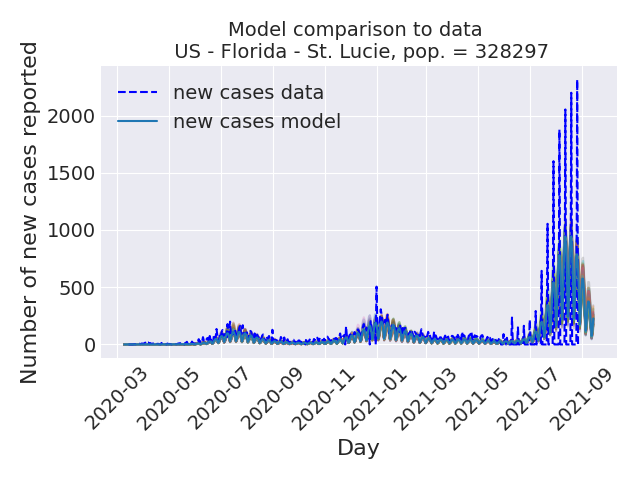 Model comparison to data
US - Florida - St. Lucie, pop. = 328297
Number of new cases reported
new cases data
new cases model
2000
1500
1000
500
0
2020-03
2020-05
2020-07
2020-09
2020-11
2021-01
2021-03
2021-05
2021-07
2021-09
Day